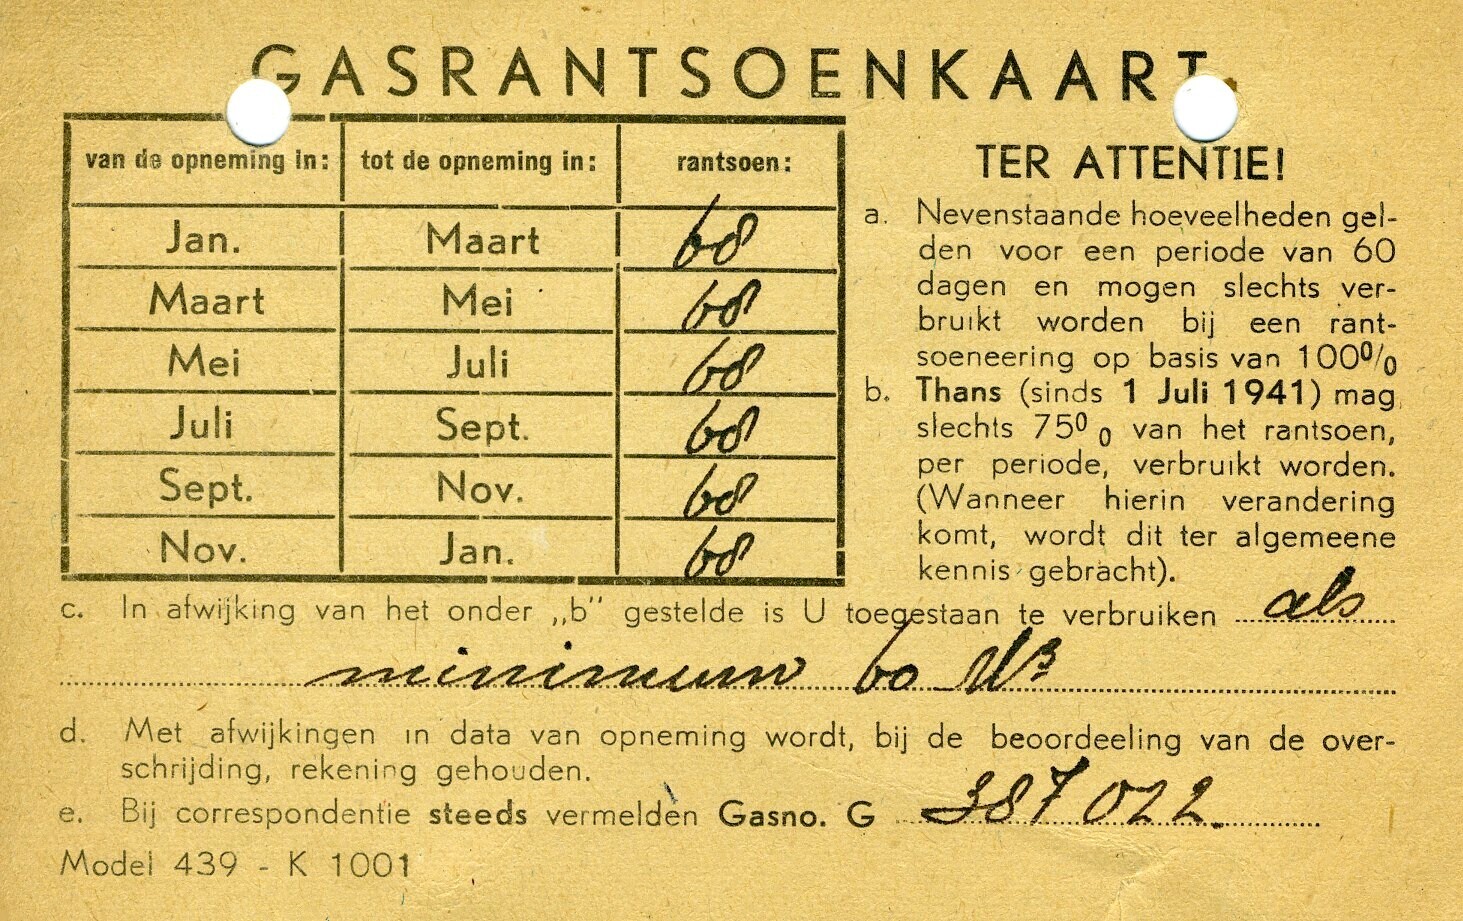 GASRANTSOENKAART
van de opneming in: tot de opneming in: rantsoen:
Jan. Maart 68
Maart Mei 68
Mei Juli 68
Juli Sept. 68
Sept. Nov. 68
Nov. Jan. 68
TER ATTENTIE!
a. Nevenstaande hoeveelheden gel-
den voor een periode van 60
dagen en mogen slechts ver-
bruikt worden bij een rant-
soeneering op basis van 100%
b. Thans (sinds 1 Juli 1941) mag
slechts 75% van het rantsoen,
per periode, verbruikt worden.
(Wanneer hierin verandering
komt, wordt dit ter algemeene
kennis gebracht).
c. In afwijking van het onder „b" gestelde is U toegestaan te verbruiken als
minimum 60 M³
d. Met afwijkingen in data van opneming wordt, bij de beoordeeling van de over-
schrijding, rekening gehouden.
e. Bij correspondentie steeds vermelden Gasno. G 387022.
Model 439 - K 1001